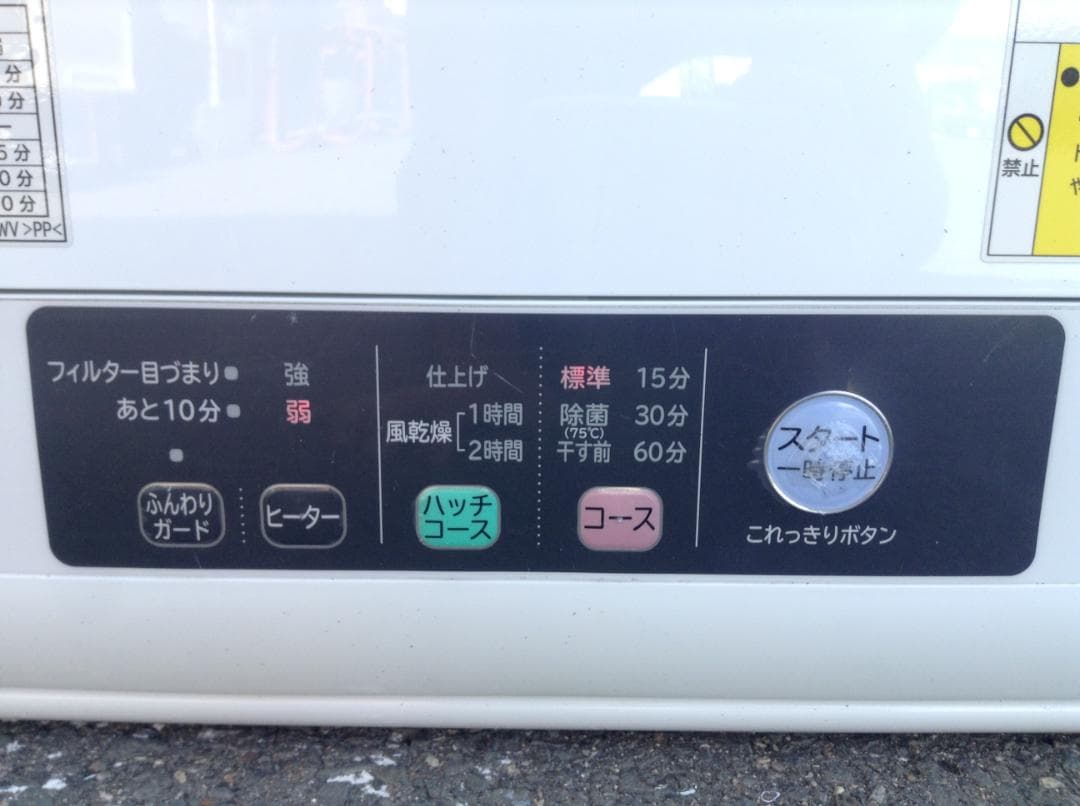 分
分
5分
0分
0分
WV >PP<
禁止
フィルター目づまり
強
あと10分
弱
ふんわり
ガード
ヒーター
仕上げ
風乾燥
1時間
2時間
ハッチ
コース
標準 15分
除菌 30分
(75℃)
干す前 60分
コース
スタート
一時停止
これっきりボタン